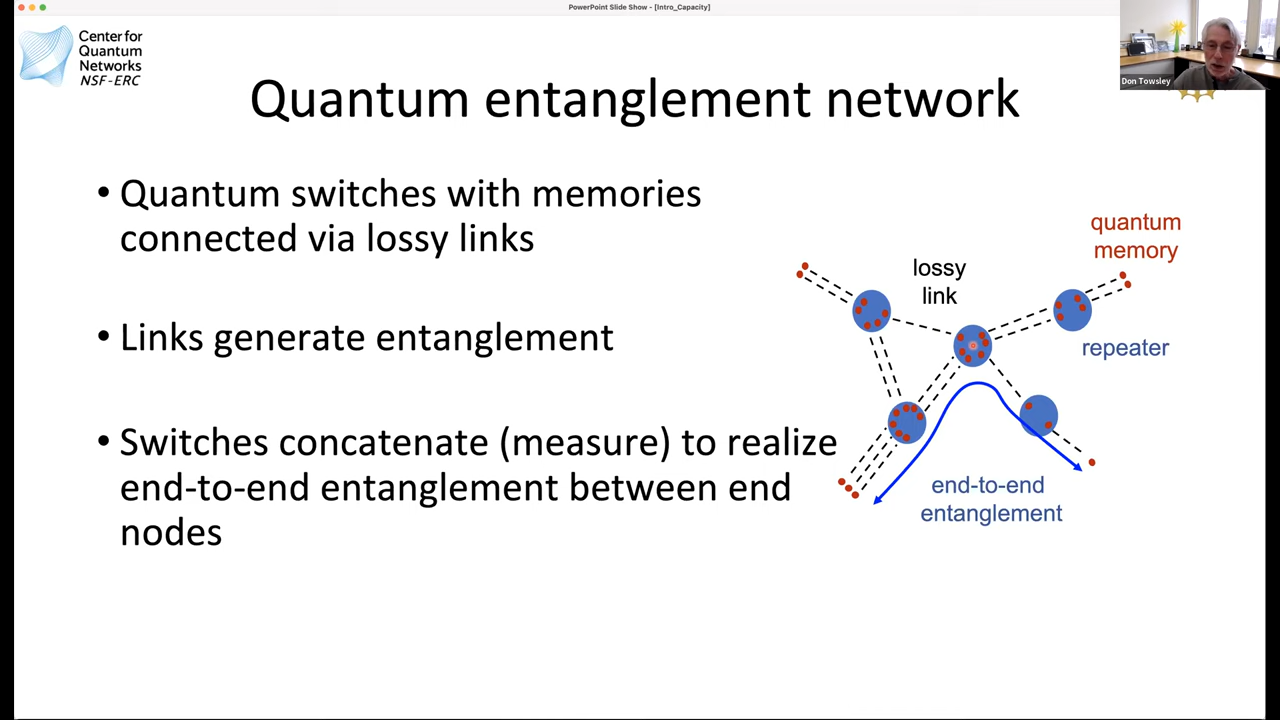 PowerPoint Slide Show - [Intro_Capacity]
Center for
Quantum
Networks
NSF-ERC
Don Towsley
Quantum entanglement network
• Quantum switches with memories
connected via lossy links
• Links generate entanglement
• Switches concatenate (measure) to realize
end-to-end entanglement between end
nodes
quantum
memory
lossy
link
repeater
end-to-end
entanglement